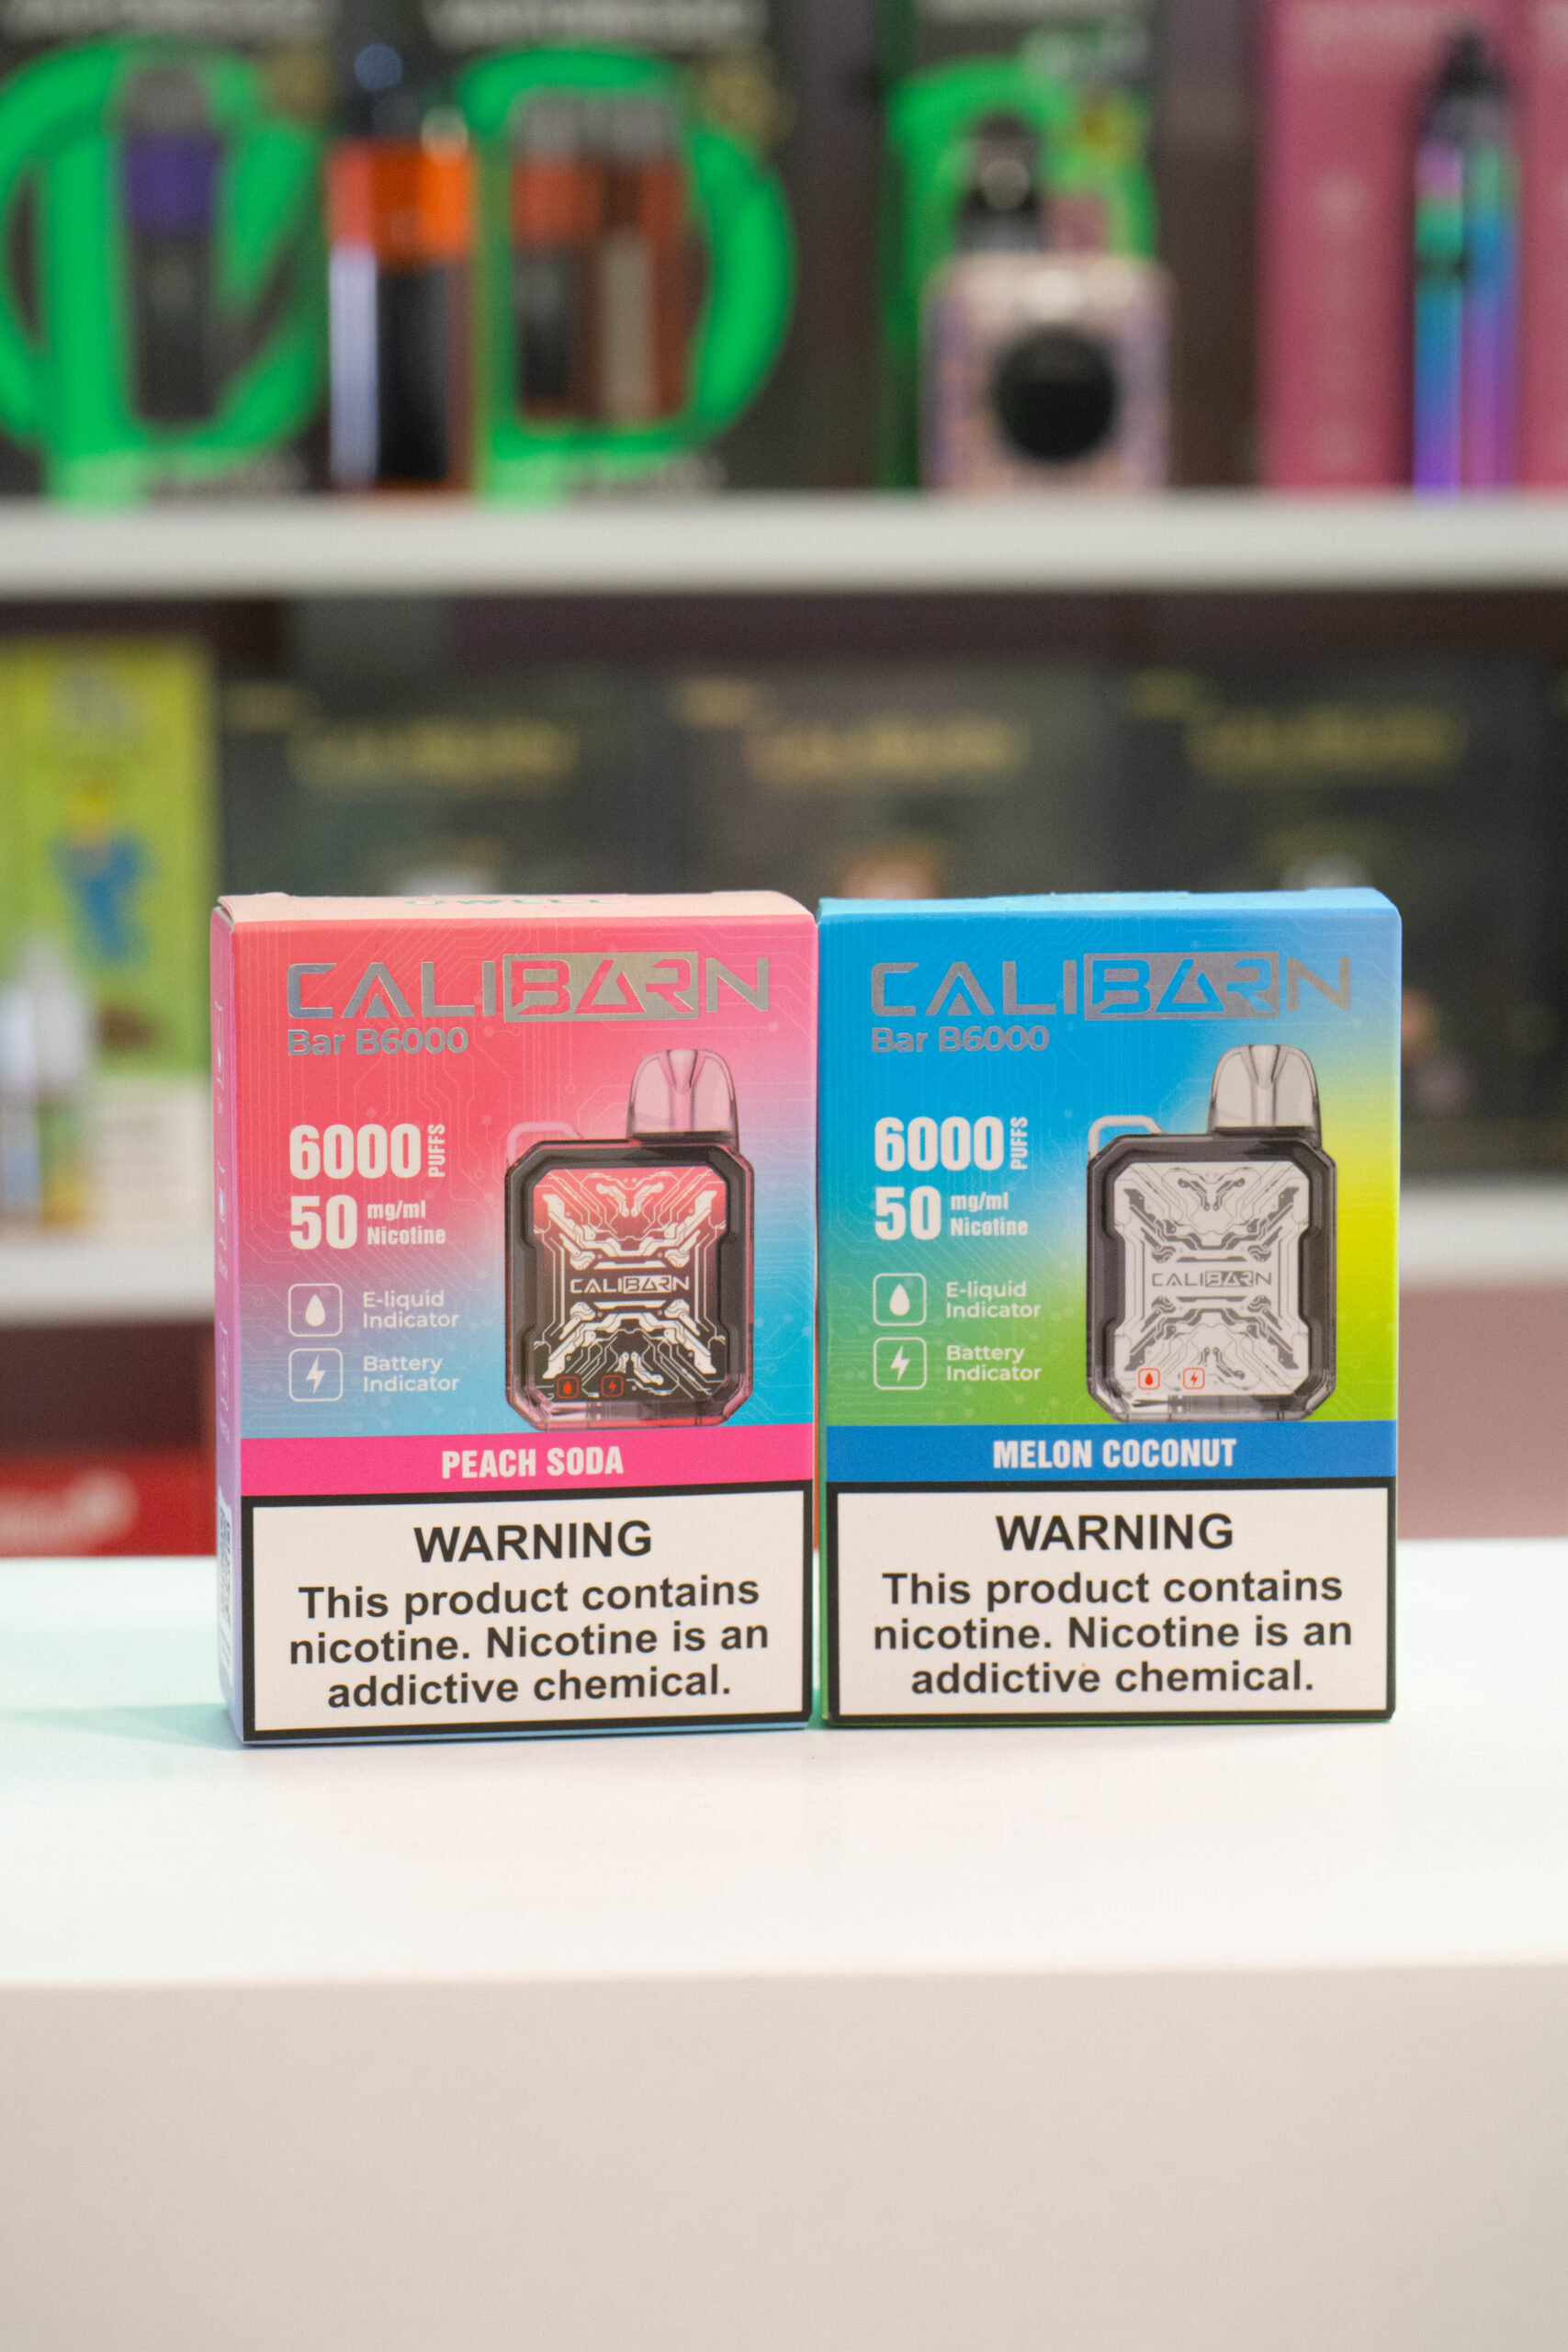 CALIBARN
Bar B6000
6000 PUFFS
50 mg/ml
Nicotine
E-liquid
Indicator
Battery
Indicator
CALIBARN
PEACH SODA
WARNING
This product contains
nicotine. Nicotine is an
addictive chemical.
CALIBARN
Bar B6000
6000 PUFFS
50 mg/ml
Nicotine
E-liquid
Indicator
Battery
Indicator
CALIBARN
MELON COCONUT
WARNING
This product contains
nicotine. Nicotine is an
addictive chemical.